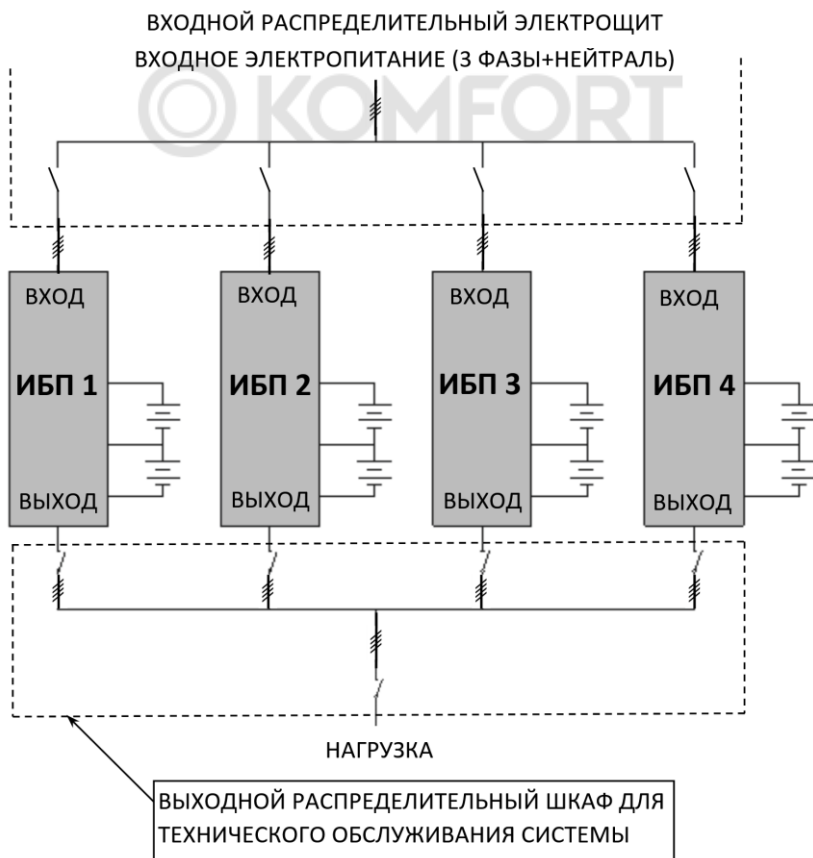 ВХОДНОЙ РАСПРЕДЕЛИТЕЛЬНЫЙ ЭЛЕКТРОЩИТ
ВХОДНОЕ ЭЛЕКТРОПИТАНИЕ (3 ФАЗЫ+НЕЙТРАЛЬ)
KOMFORT
ВХОД ВХОД ВХОД ВХОД
ИБП 1 ИБП 2 ИБП 3 ИБП 4
ВЫХОД ВЫХОД ВЫХОД ВЫХОД
НАГРУЗКА
ВЫХОДНОЙ РАСПРЕДЕЛИТЕЛЬНЫЙ ШКАФ ДЛЯ
ТЕХНИЧЕСКОГО ОБСЛУЖИВАНИЯ СИСТЕМЫ